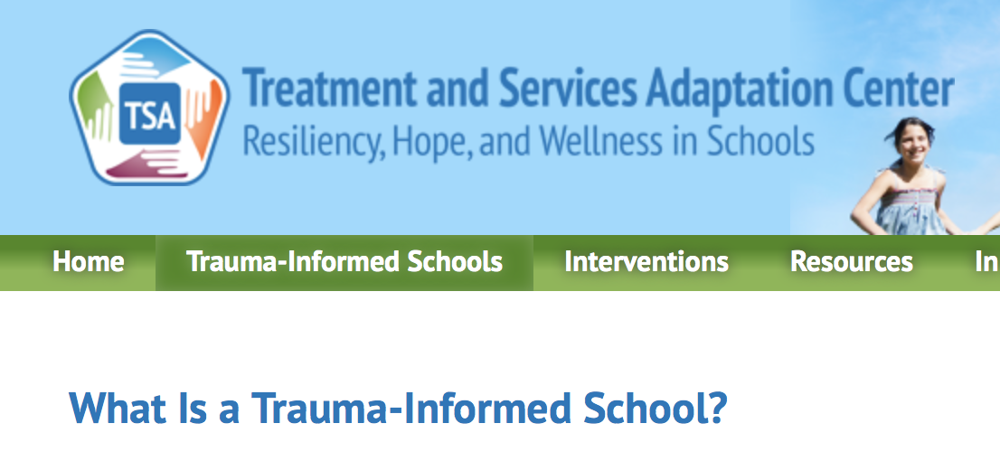 TSA
Treatment and Services Adaptation Center
Resiliency, Hope, and Wellness in Schools
Home
Trauma-Informed Schools
Interventions
Resources
In
What Is a Trauma-Informed School?